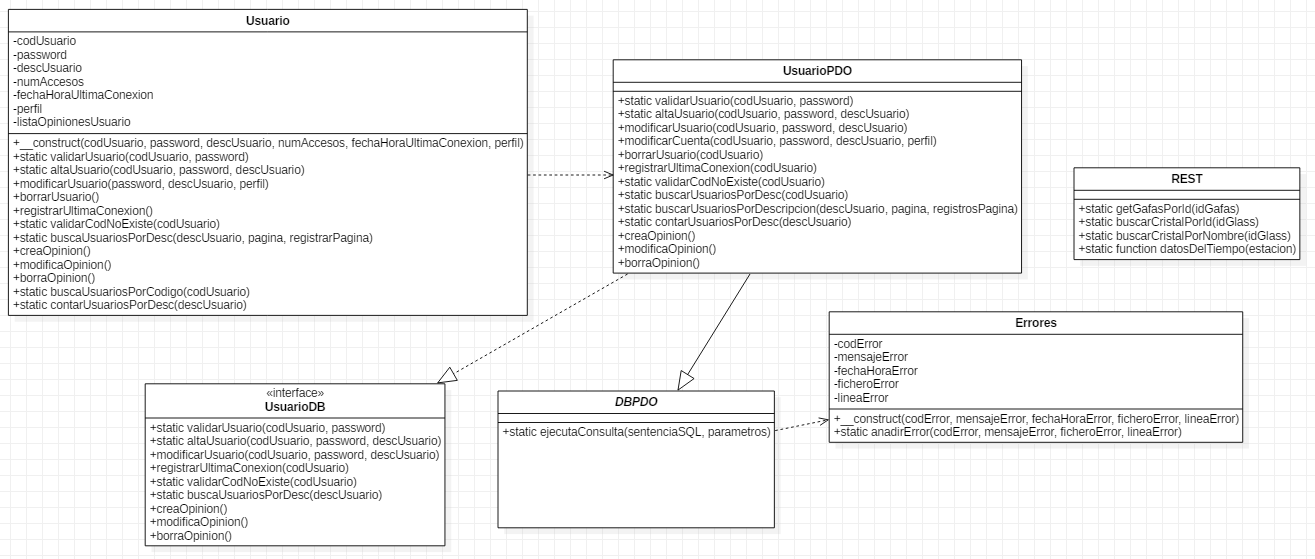 Usuario
-codUsuario
-password
-descUsuario
-numAccesos
-fechaHoraUltimaConexion
-perfil
-listaOpinionesUsuario
+__construct(codUsuario, password, descUsuario, numAccesos, fechaHoraUltimaConexion, perfil)
+static validarUsuario(codUsuario, password)
+static altaUsuario(codUsuario, password, descUsuario)
+modificarUsuario(password, descUsuario, perfil)
+borrarUsuario()
+registrarUltimaConexion()
+static validarCodNoExiste(codUsuario)
+static buscaUsuariosPorDesc(descUsuario, pagina, registrarPagina)
+creaOpinion()
+modificaOpinion()
+borraOpinion()
+static buscaUsuariosPorCodigo(codUsuario)
+static contarUsuariosPorDesc(descUsuario)
UsuarioPDO
+static validarUsuario(codUsuario, password)
+static altaUsuario(codUsuario, password, descUsuario)
+modificarUsuario(codUsuario, password, descUsuario)
+modificarCuenta(codUsuario, password, descUsuario, perfil)
+borrarUsuario(codUsuario)
+registrarUltimaConexion(codUsuario)
+static validarCodNoExiste(codUsuario)
+static buscarUsuariosPorDesc(codUsuario)
+static buscarUsuariosPorDescripcion(descUsuario, pagina, registrosPagina)
+static contarUsuariosPorDesc(descUsuario)
+creaOpinion()
+modificaOpinion()
+borraOpinion()
REST
+static getGafasPorId(idGafas)
+static buscarCristalPorId(idGlass)
+static buscarCristalPorNombre(idGlass)
+static function datosDelTiempo(estacion)
Errores
-codError
-mensajeError
-fechaHoraError
-ficheroError
-lineaError
+__construct(codError, mensajeError, fechaHoraError, ficheroError, lineaError)
+static anadirError(codError, mensajeError, ficheroError, lineaError)
«interface»
UsuarioDB
+static validarUsuario(codUsuario, password)
+static altaUsuario(codUsuario, password, descUsuario)
+modificarUsuario(codUsuario, password, descUsuario)
+registrarUltimaConexion(codUsuario)
+static validarCodNoExiste(codUsuario)
+static buscaUsuariosPorDesc(descUsuario)
+creaOpinion()
+modificaOpinion()
+borraOpinion()
DBPDO
+static ejecutaConsulta(sentenciaSQL, parametros)